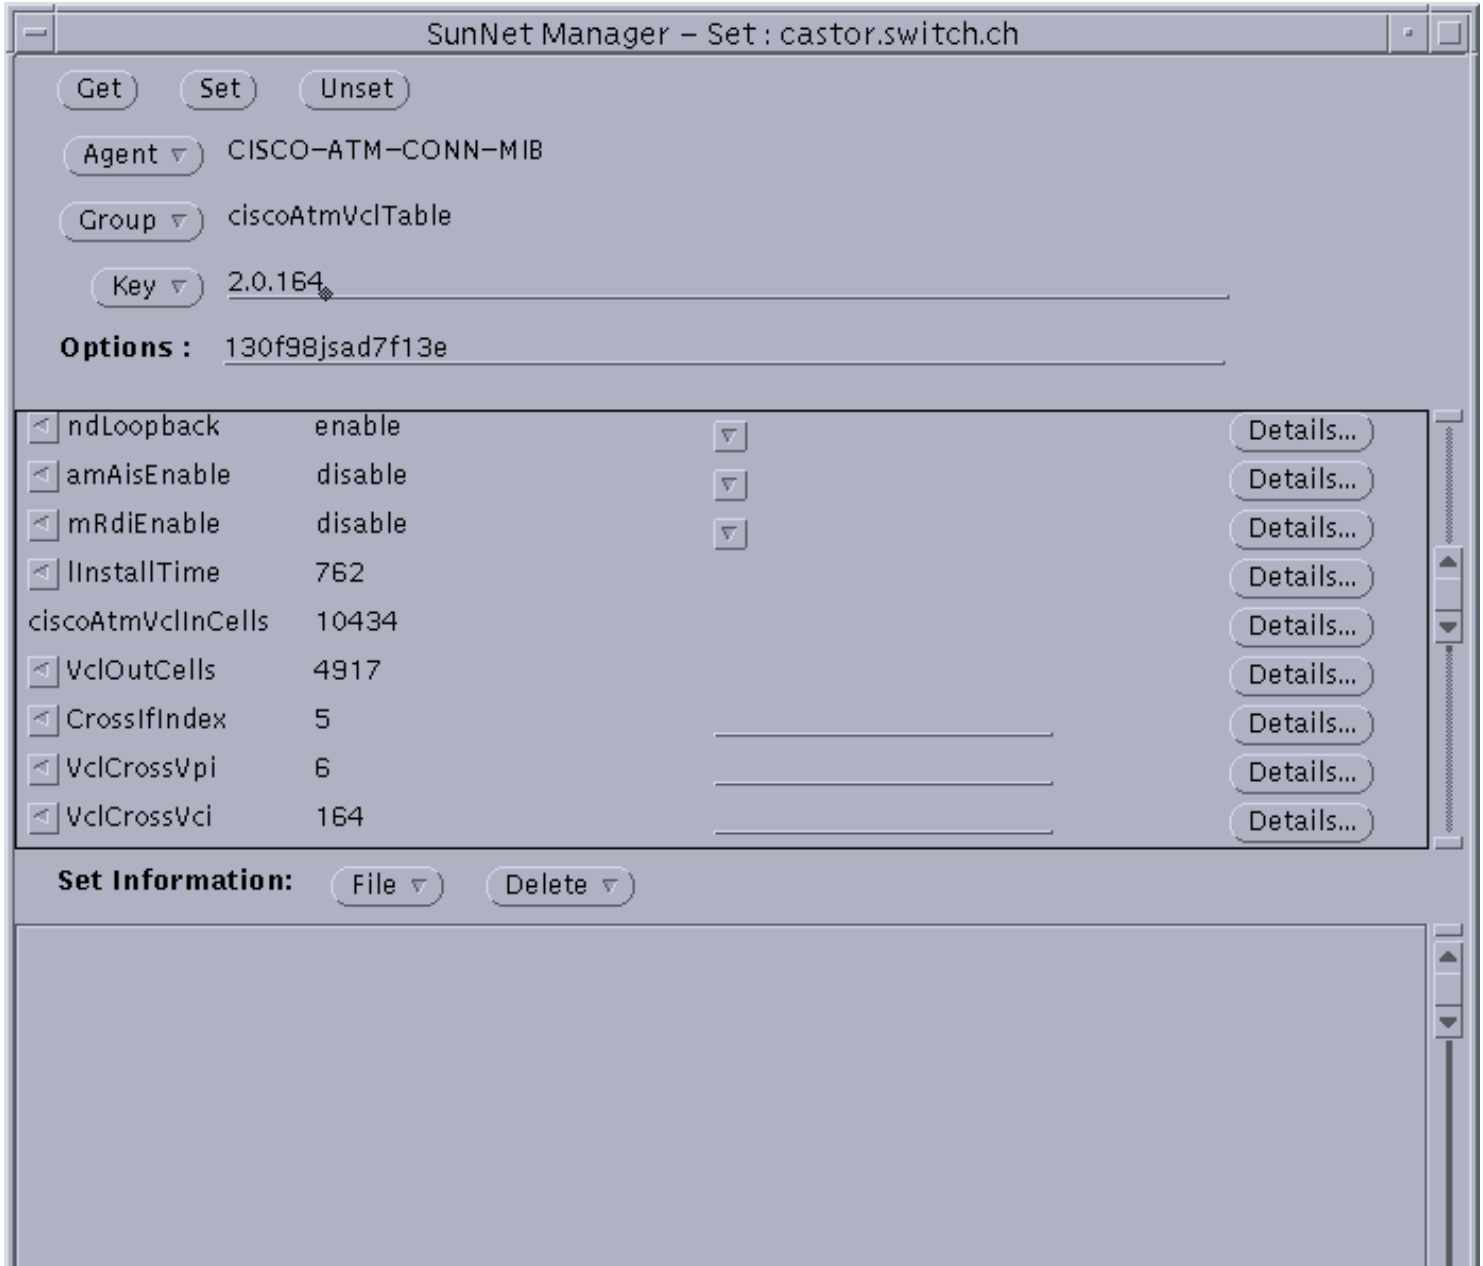 SunNet Manager – Set : castor.switch.ch
Get Set Unset
Agent CISCO–ATM–CONN–MIB
Group ciscoAtmVclTable
Key 2.0.164
Options : 130f98jsad7f13e
ndLoopback enable Details...
amAisEnable disable Details...
mRdiEnable disable Details...
lInstallTime 762 Details...
ciscoAtmVclInCells 10434 Details...
VclOutCells 4917 Details...
CrossIfIndex 5 Details...
VclCrossVpi 6 Details...
VclCrossVci 164 Details...
Set Information: File Delete